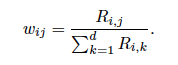 w_{ij} = \frac{R_{i,j}}{\sum_{k=1}^{d} R_{i,k}}.